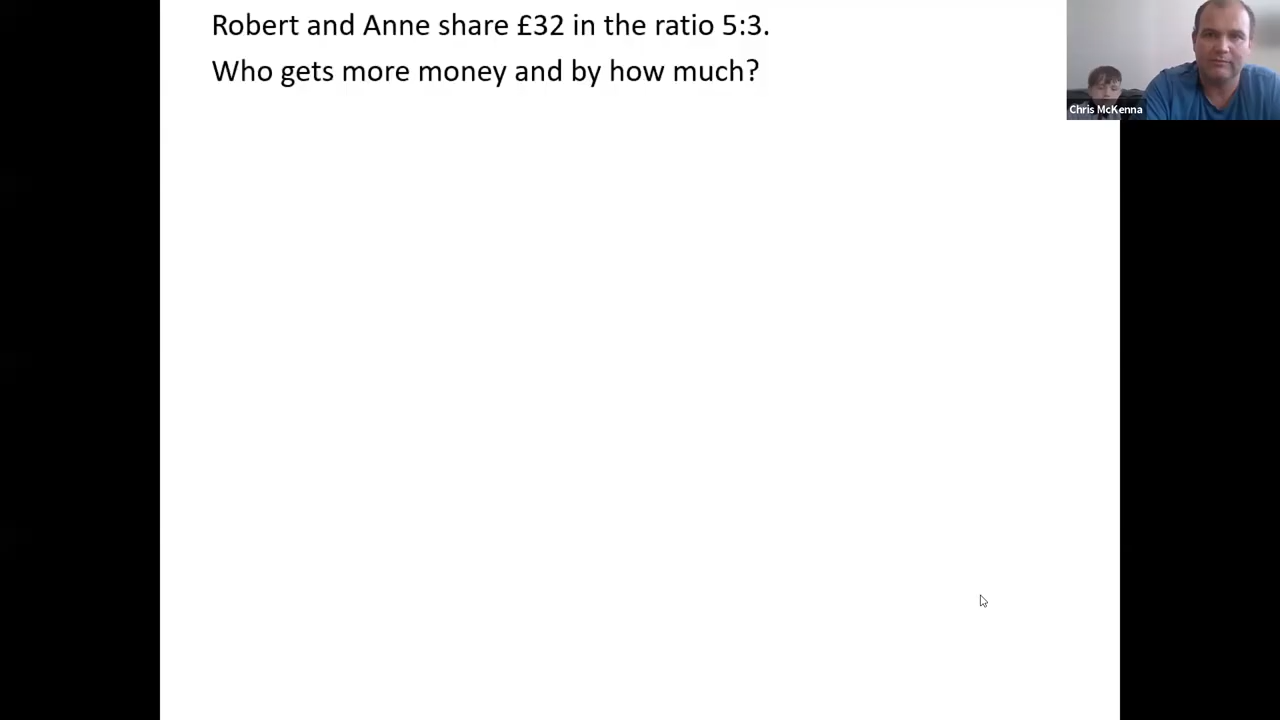 Robert and Anne share £32 in the ratio 5:3.
Who gets more money and by how much?
Chris McKenna